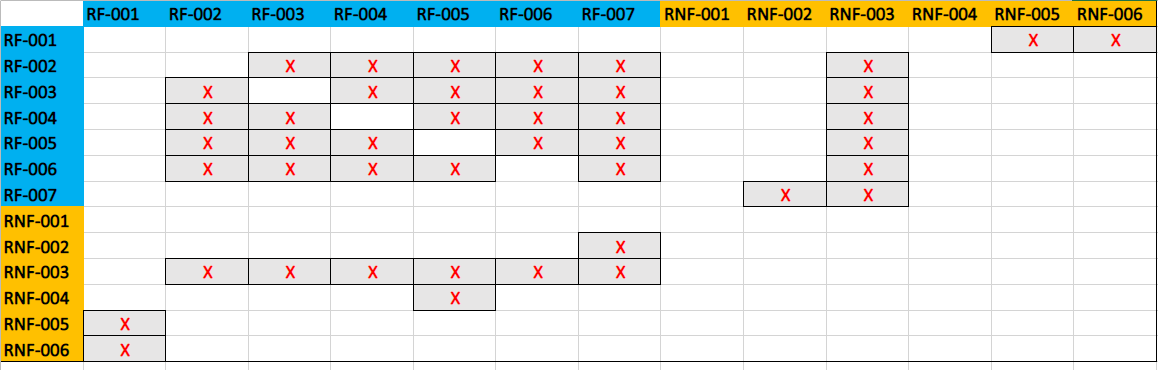 RF-001 RF-002 RF-003 RF-004 RF-005 RF-006 RF-007 RNF-001 RNF-002 RNF-003 RNF-004 RNF-005 RNF-006
RF-001 X X
RF-002 X X X X X X
RF-003 X X X X X X
RF-004 X X X X X X
RF-005 X X X X X X
RF-006 X X X X X X
RF-007 X X
RNF-001
RNF-002 X
RNF-003 X X X X X X
RNF-004 X
RNF-005 X
RNF-006 X